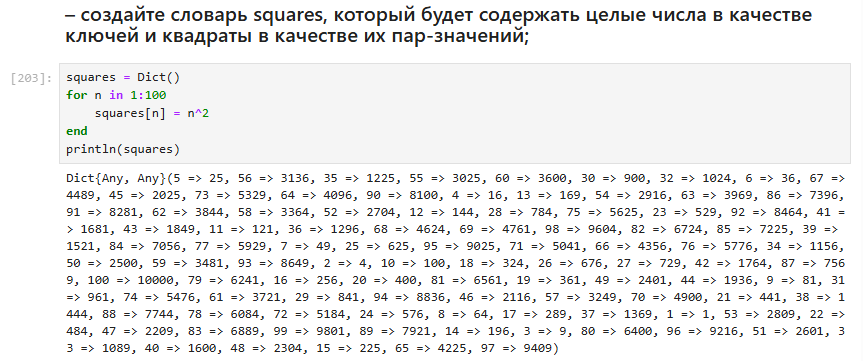 – создайте словарь squares, который будет содержать целые числа в качестве
ключей и квадраты в качестве их пар-значений;
[203]:
squares = Dict()
for n in 1:100
    squares[n] = n^2
end
println(squares)
Dict{Any, Any}(5 => 25, 56 => 3136, 35 => 1225, 55 => 3025, 60 => 3600, 30 => 900, 32 => 1024, 6 => 36, 67 =>
4489, 45 => 2025, 73 => 5329, 64 => 4096, 90 => 8100, 4 => 16, 13 => 169, 54 => 2916, 63 => 3969, 86 => 7396,
91 => 8281, 62 => 3844, 58 => 3364, 52 => 2704, 12 => 144, 28 => 784, 75 => 5625, 23 => 529, 92 => 8464, 41 =
> 1681, 43 => 1849, 11 => 121, 36 => 1296, 68 => 4624, 69 => 4761, 98 => 9604, 82 => 6724, 85 => 7225, 39 =>
1521, 84 => 7056, 77 => 5929, 7 => 49, 25 => 625, 95 => 9025, 71 => 5041, 66 => 4356, 76 => 5776, 34 => 1156,
50 => 2500, 59 => 3481, 93 => 8649, 2 => 4, 10 => 100, 18 => 324, 26 => 676, 27 => 729, 42 => 1764, 87 => 756
9, 100 => 10000, 79 => 6241, 16 => 256, 20 => 400, 81 => 6561, 19 => 361, 49 => 2401, 44 => 1936, 9 => 81, 31
=> 961, 74 => 5476, 61 => 3721, 29 => 841, 94 => 8836, 46 => 2116, 57 => 3249, 70 => 4900, 21 => 441, 38 => 1
444, 88 => 7744, 78 => 6084, 72 => 5184, 24 => 576, 8 => 64, 17 => 289, 37 => 1369, 1 => 1, 53 => 2809, 22 =>
484, 47 => 2209, 83 => 6889, 99 => 9801, 89 => 7921, 14 => 196, 3 => 9, 80 => 6400, 96 => 9216, 51 => 2601, 3
3 => 1089, 40 => 1600, 48 => 2304, 15 => 225, 65 => 4225, 97 => 9409)